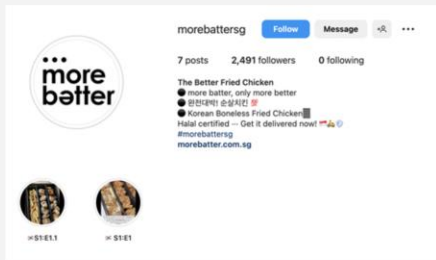 morebattersg
Follow
Message
7 posts 2,491 followers 0 following
more
bətter
The Better Fried Chicken
more batter, only more better
완전대박! 순살치킨 💯
Korean Boneless Fried Chicken
Halal certified -- Get it delivered now!
#morebattersg
morebatter.com.sg
S1:E1.1
S1:E1